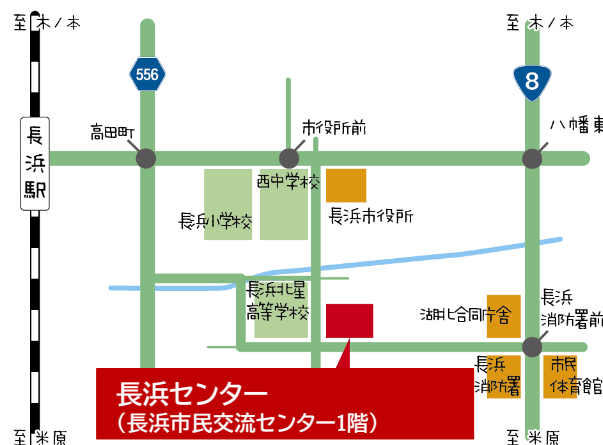 至木ノ本
至木ノ本
556
8
高田町
市役所前
八幡東
長浜駅
西中学校
長浜小学校
長浜市役所
長浜北星
高等学校
湖北合同庁舎
長浜
消防署前
長浜
消防署
市民
体育館
長浜センター
（長浜市民交流センター1階）
至米原
至米原